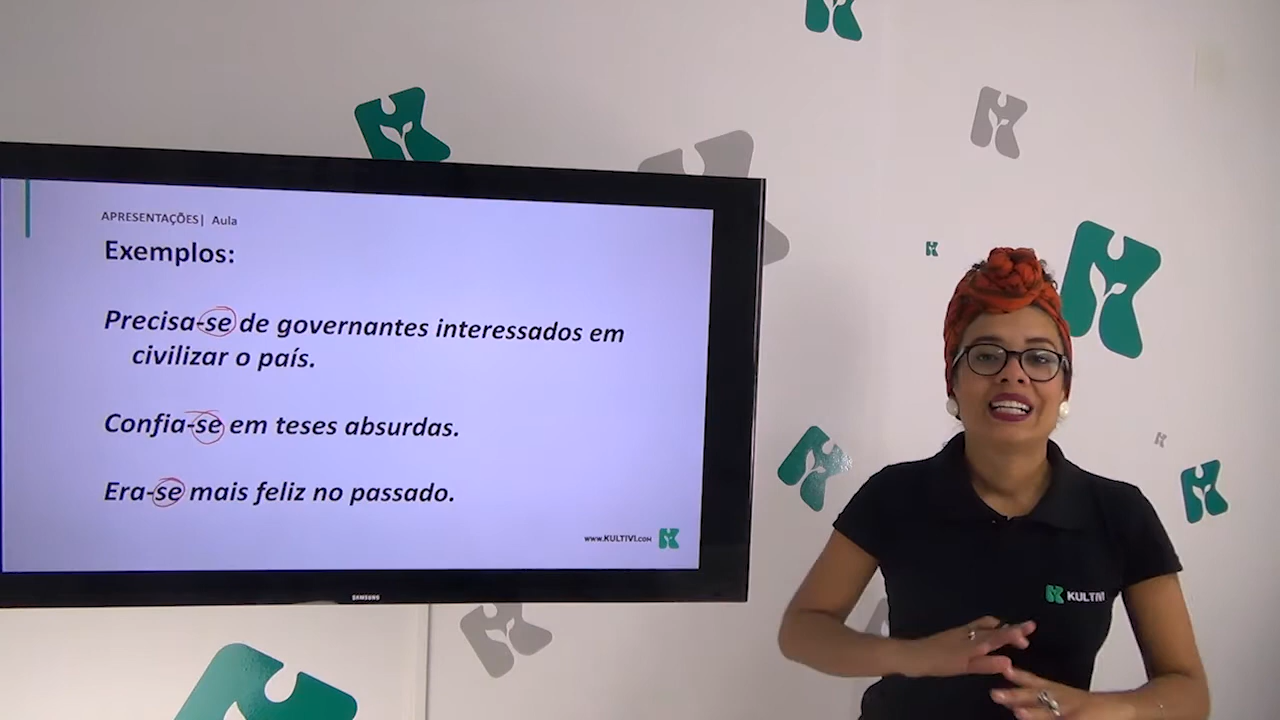 APRESENTAÇÕES| Aula
Exemplos:
Precisa-se de governantes interessados em
civilizar o país.
Confia-se em teses absurdas.
Era-se mais feliz no passado.
www.KULTIVI.COM
SAMSUNG
KULTIVI